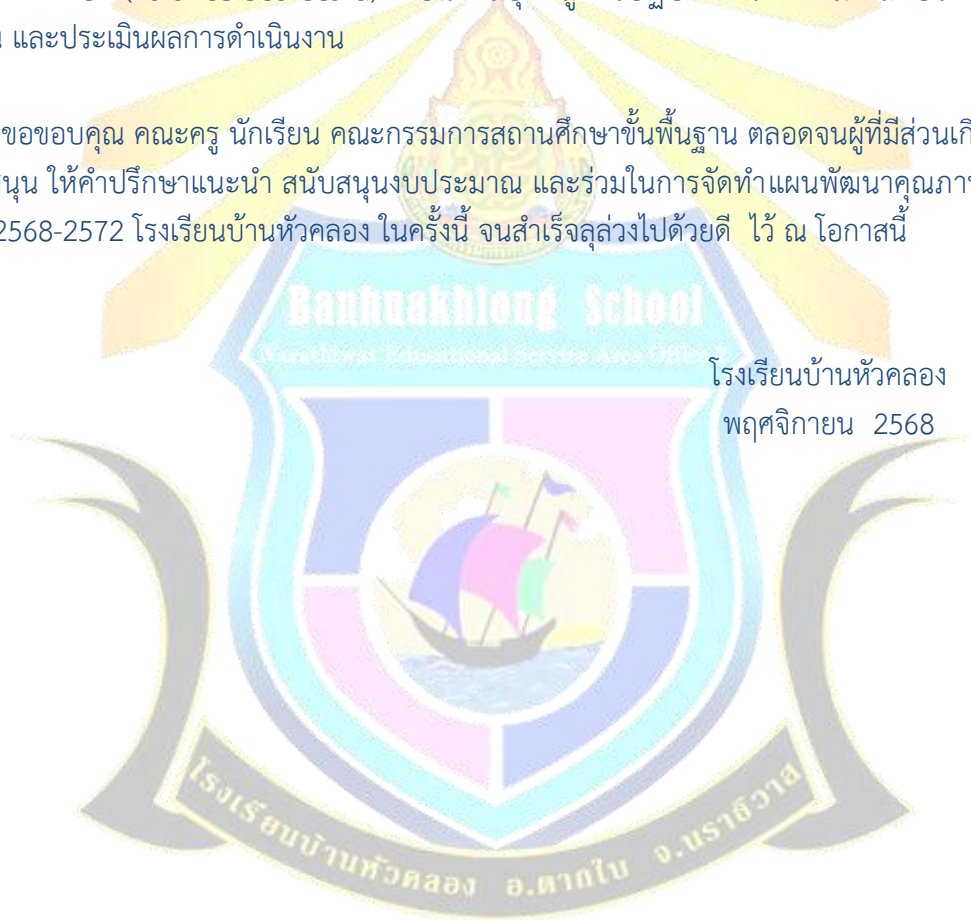 และประเมินผลการดำเนินงาน
ขอขอบคุณ คณะครู นักเรียน คณะกรรมการสถานศึกษาขั้นพื้นฐาน ตลอดจนผู้ที่มีส่วนเกี่
ให้คำปรึกษาแนะนำ สนับสนุนงบประมาณ และร่วมในการจัดทำแผนพัฒนาคุณภา
2568-2572 โรงเรียนบ้านหัวคลอง ในครั้งนี้ จนสำเร็จลุล่วงไปด้วยดี ไว้ ณ โอกาสนี้
Banhuakhlong School
Narathiwat Educational Service Area Office 2
โรงเรียนบ้านหัวคลอง
พฤศจิกายน 2568
โรงเรียนบ้านหัวคลอง อ.ตากใบ จ.นราธิวาส